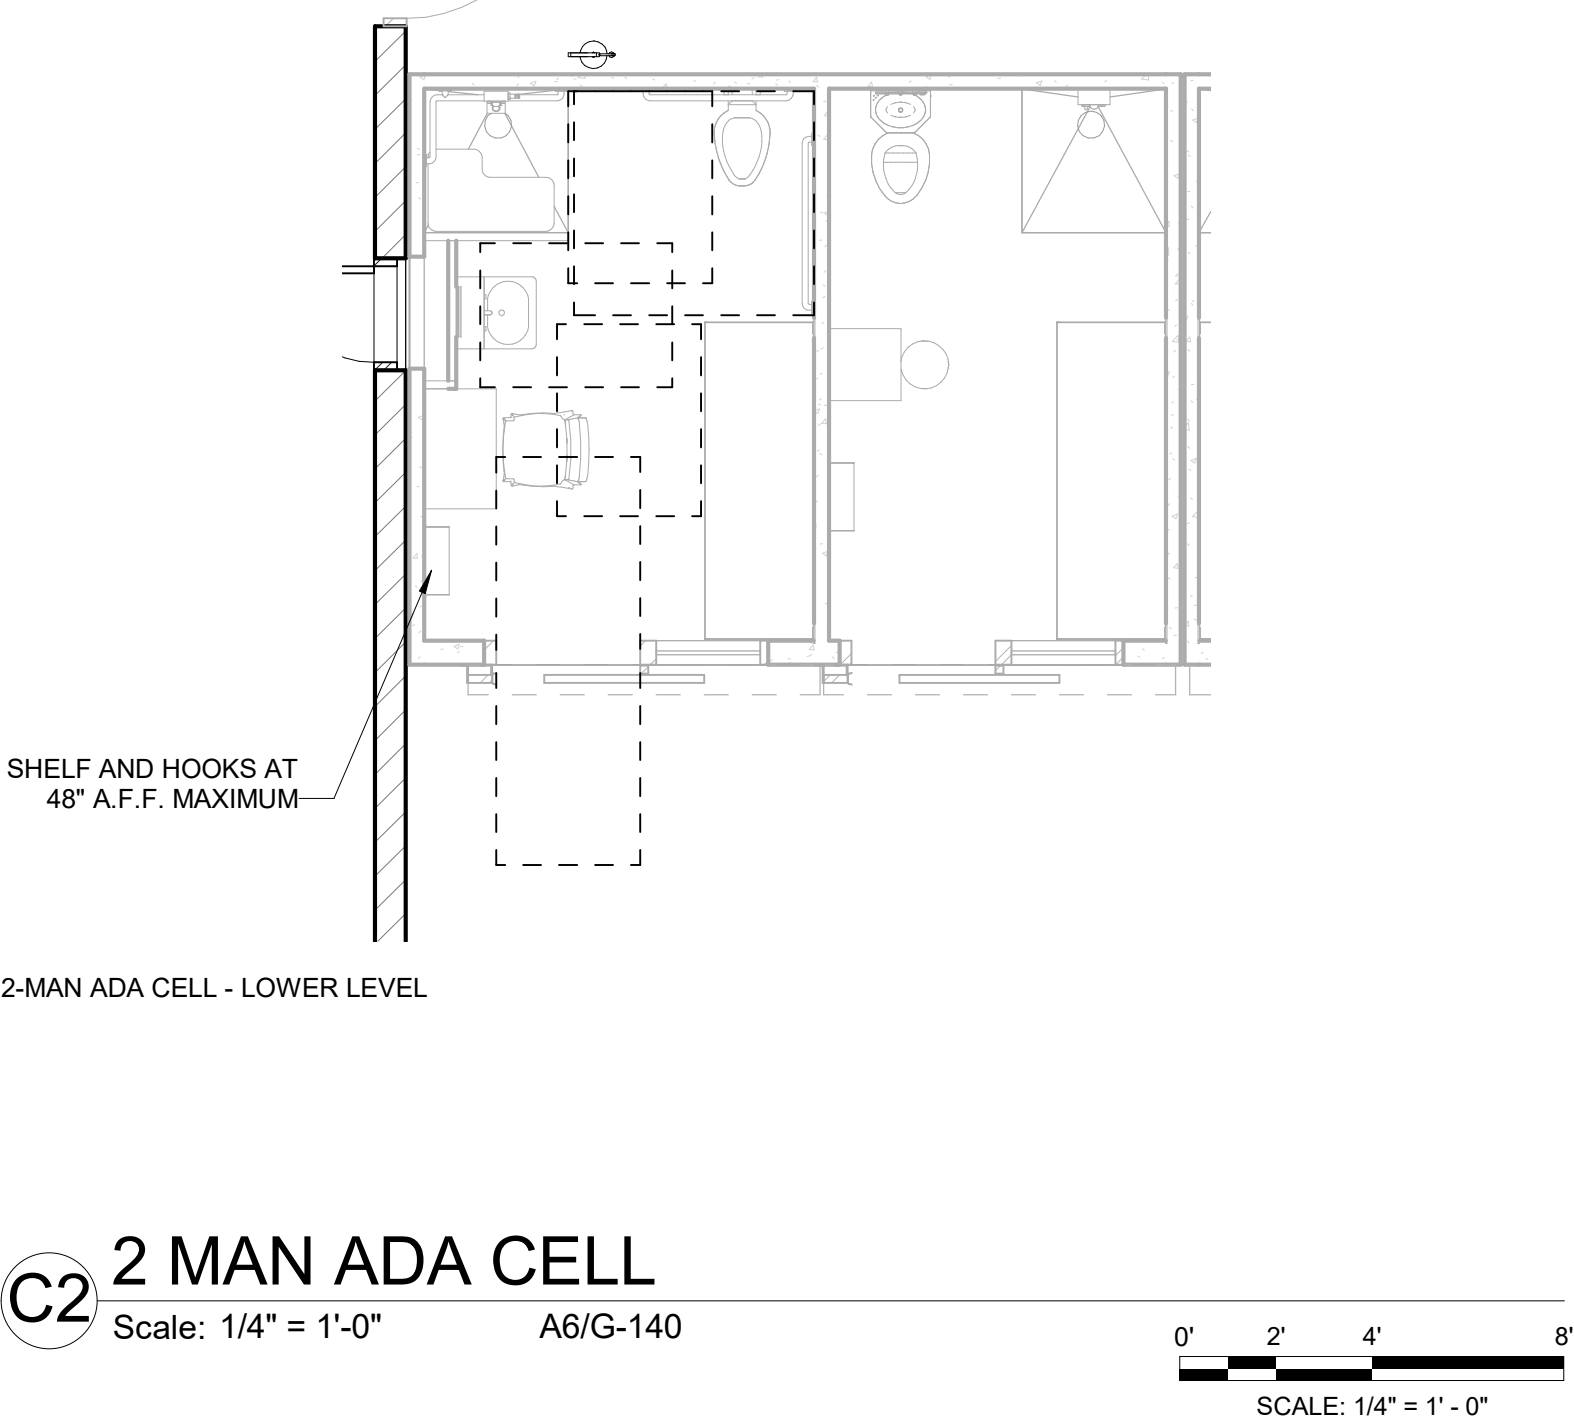 SHELF AND HOOKS AT
48" A.F.F. MAXIMUM
2-MAN ADA CELL - LOWER LEVEL
C2
2 MAN ADA CELL
Scale: 1/4" = 1'-0" A6/G-140
0' 2' 4' 8'
SCALE: 1/4" = 1' - 0"